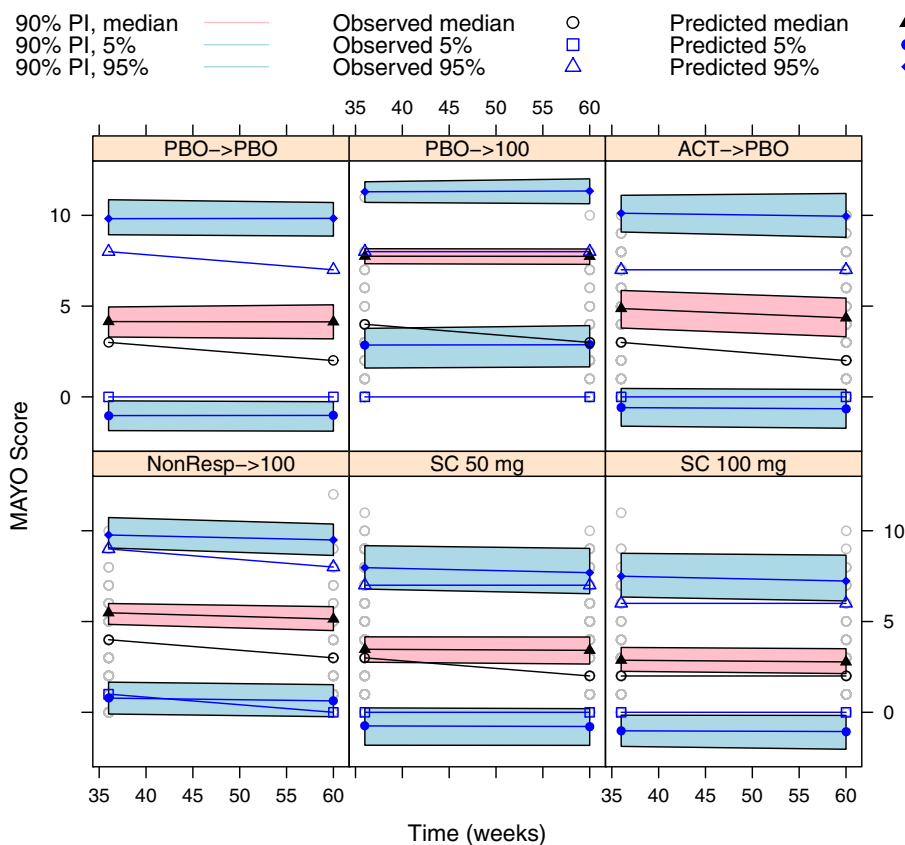 90% PI, median Observed median Predicted median
90% PI, 5% Observed 5% Predicted 5%
90% PI, 95% Observed 95% Predicted 95%
35 40 45 50 55 60
PBO->PBO PBO->100 ACT->PBO
10
5
0
NonResp->100 SC 50 mg SC 100 mg
10
5
0
35 40 45 50 55 60 35 40 45 50 55 60
MAYO Score
Time (weeks)